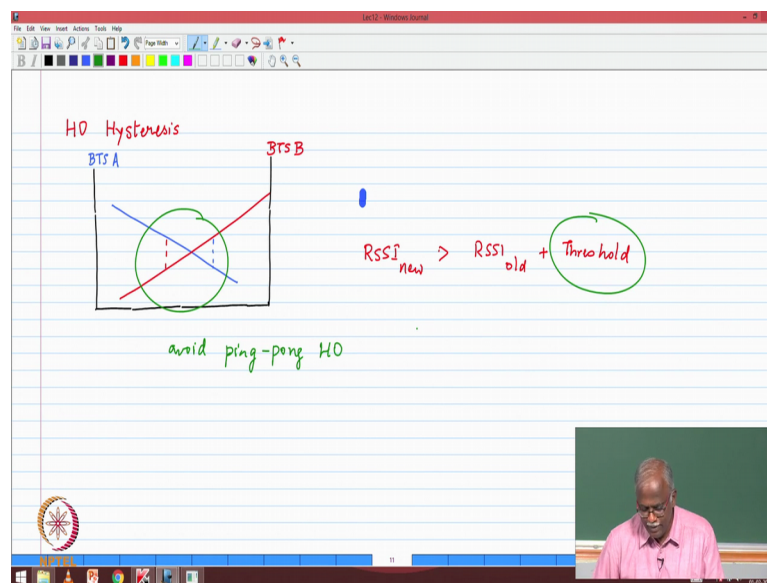 Lec12 - Windows Journal
File Edit View Insert Actions Tools Help
Page Width
B I
HO Hysteresis
BTS A
BTS B
RSSI new > RSSI old + Threshold
avoid ping-pong HO
NPTEL
11